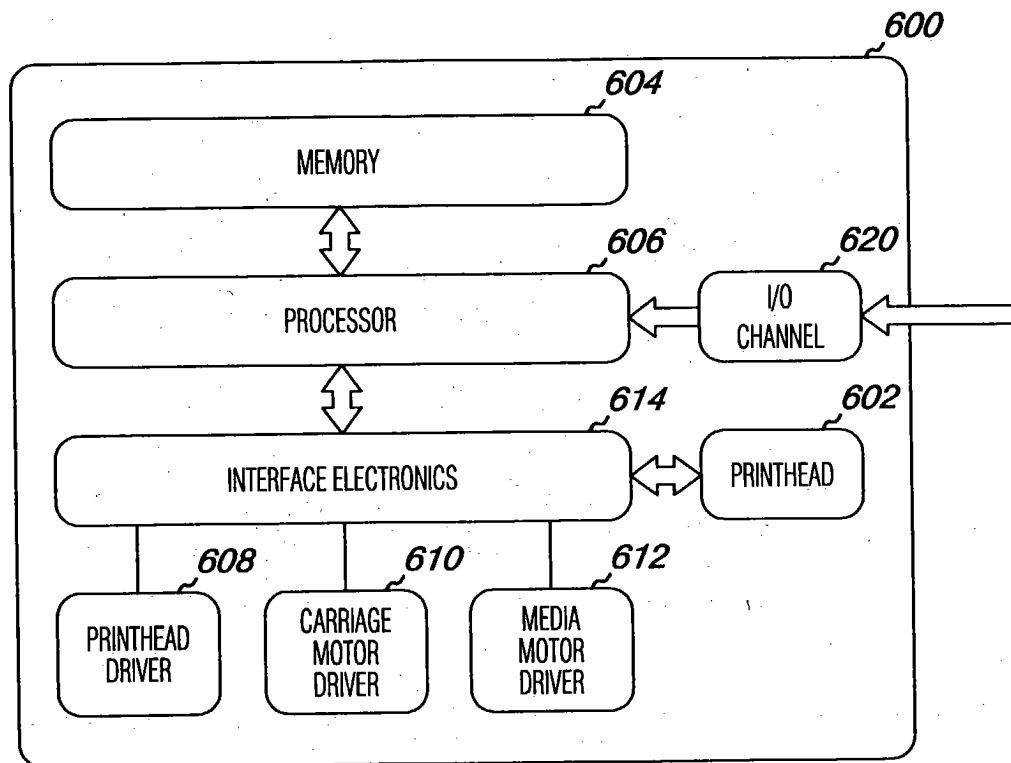 600
604
MEMORY
606
PROCESSOR
620
I/O
CHANNEL
614
INTERFACE ELECTRONICS
602
PRINTHEAD
608
PRINTHEAD
DRIVER
610
CARRIAGE
MOTOR
DRIVER
612
MEDIA
MOTOR
DRIVER